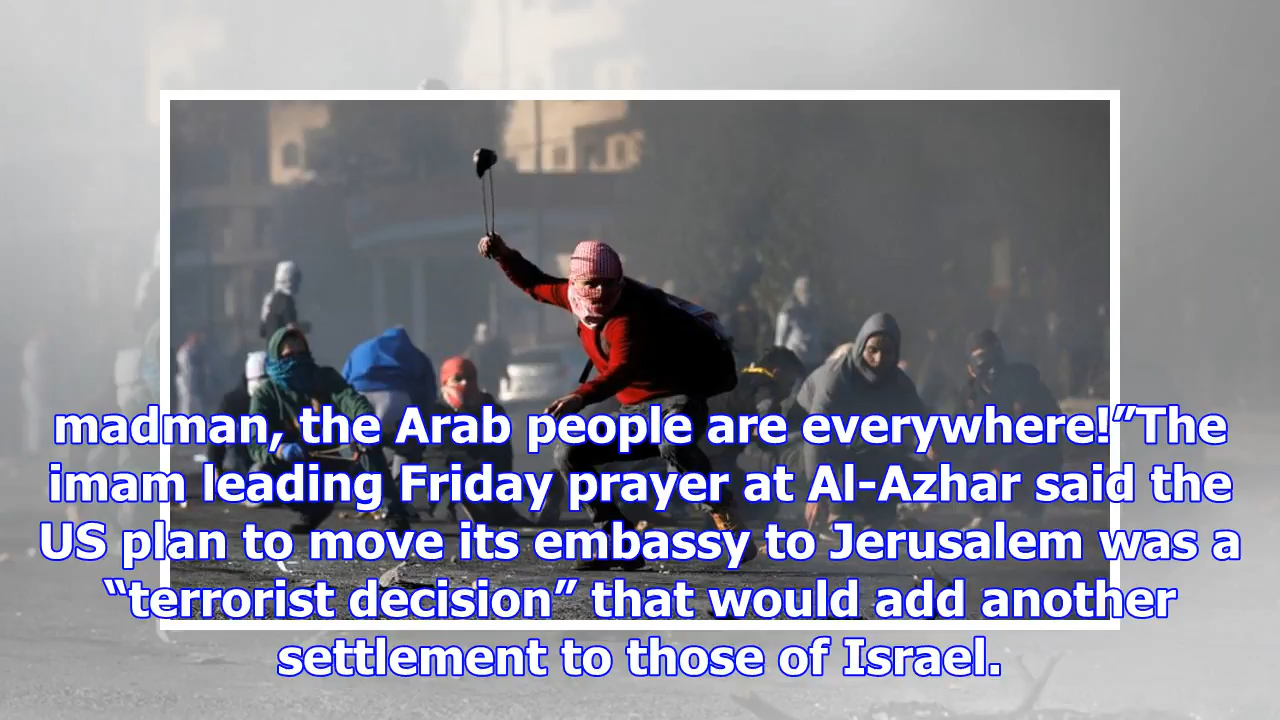 madman, the Arab people are everywhere!”The
imam leading Friday prayer at Al-Azhar said the
US plan to move its embassy to Jerusalem was a
“terrorist decision” that would add another
settlement to those of Israel.